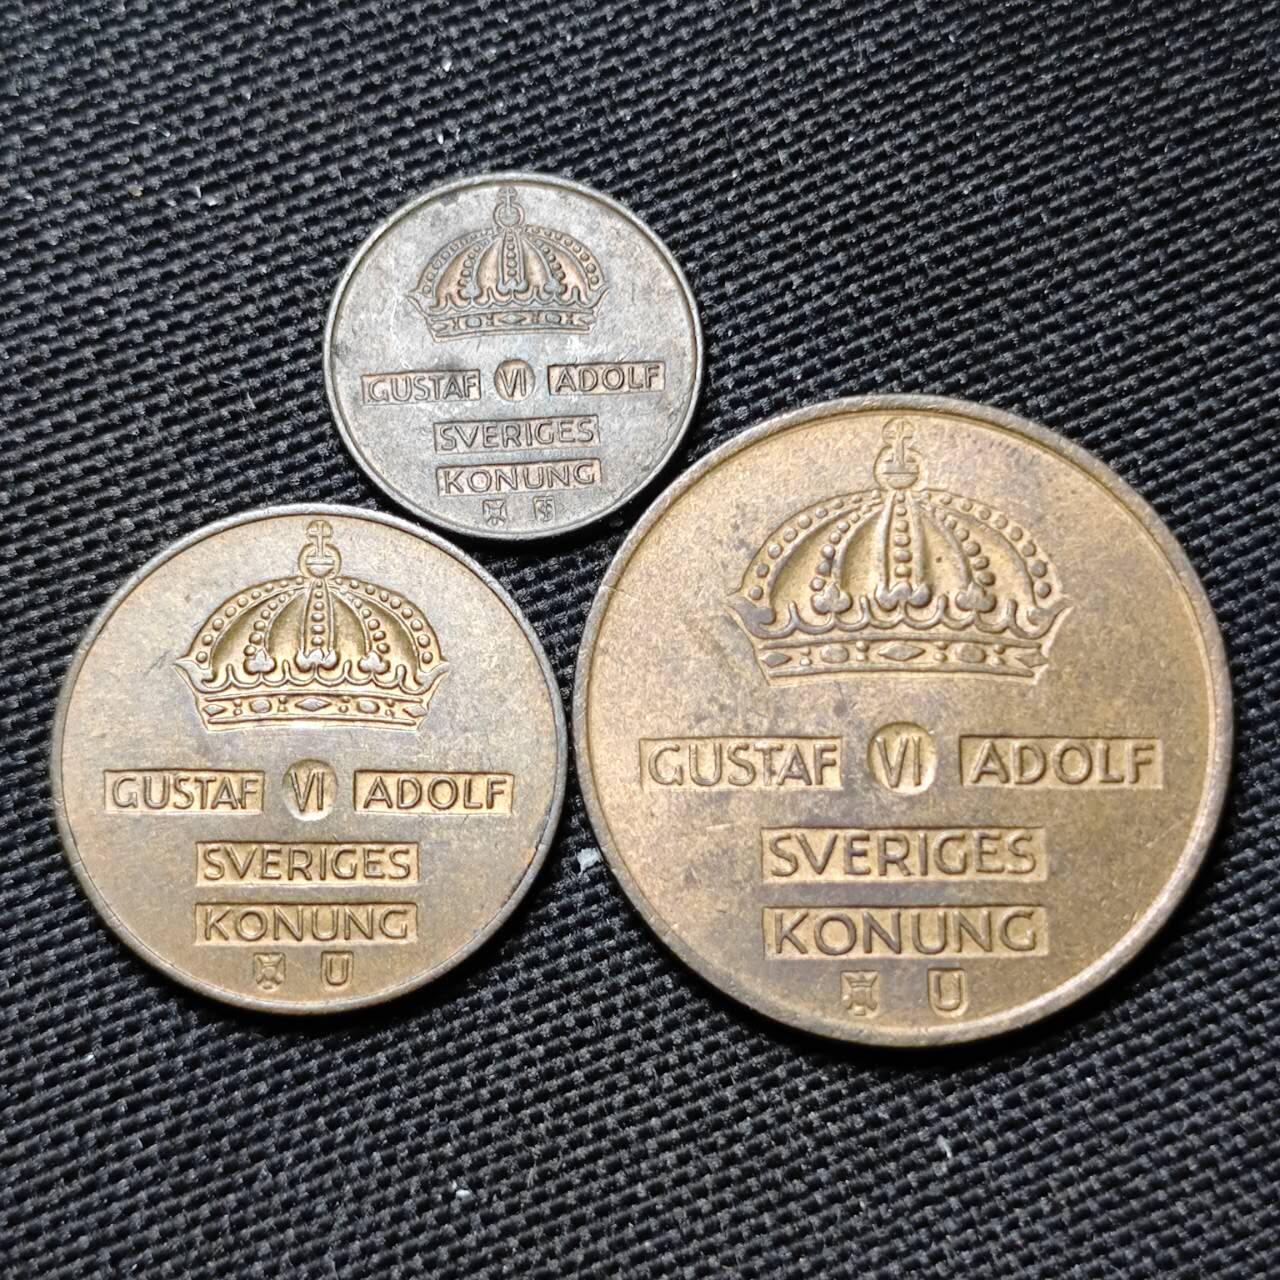 GUSTAF VI ADOLF
SVERIGES
KONUNG
GUSTAF VI ADOLF
SVERIGES
KONUNG
U
GUSTAF VI ADOLF
SVERIGES
KONUNG
U